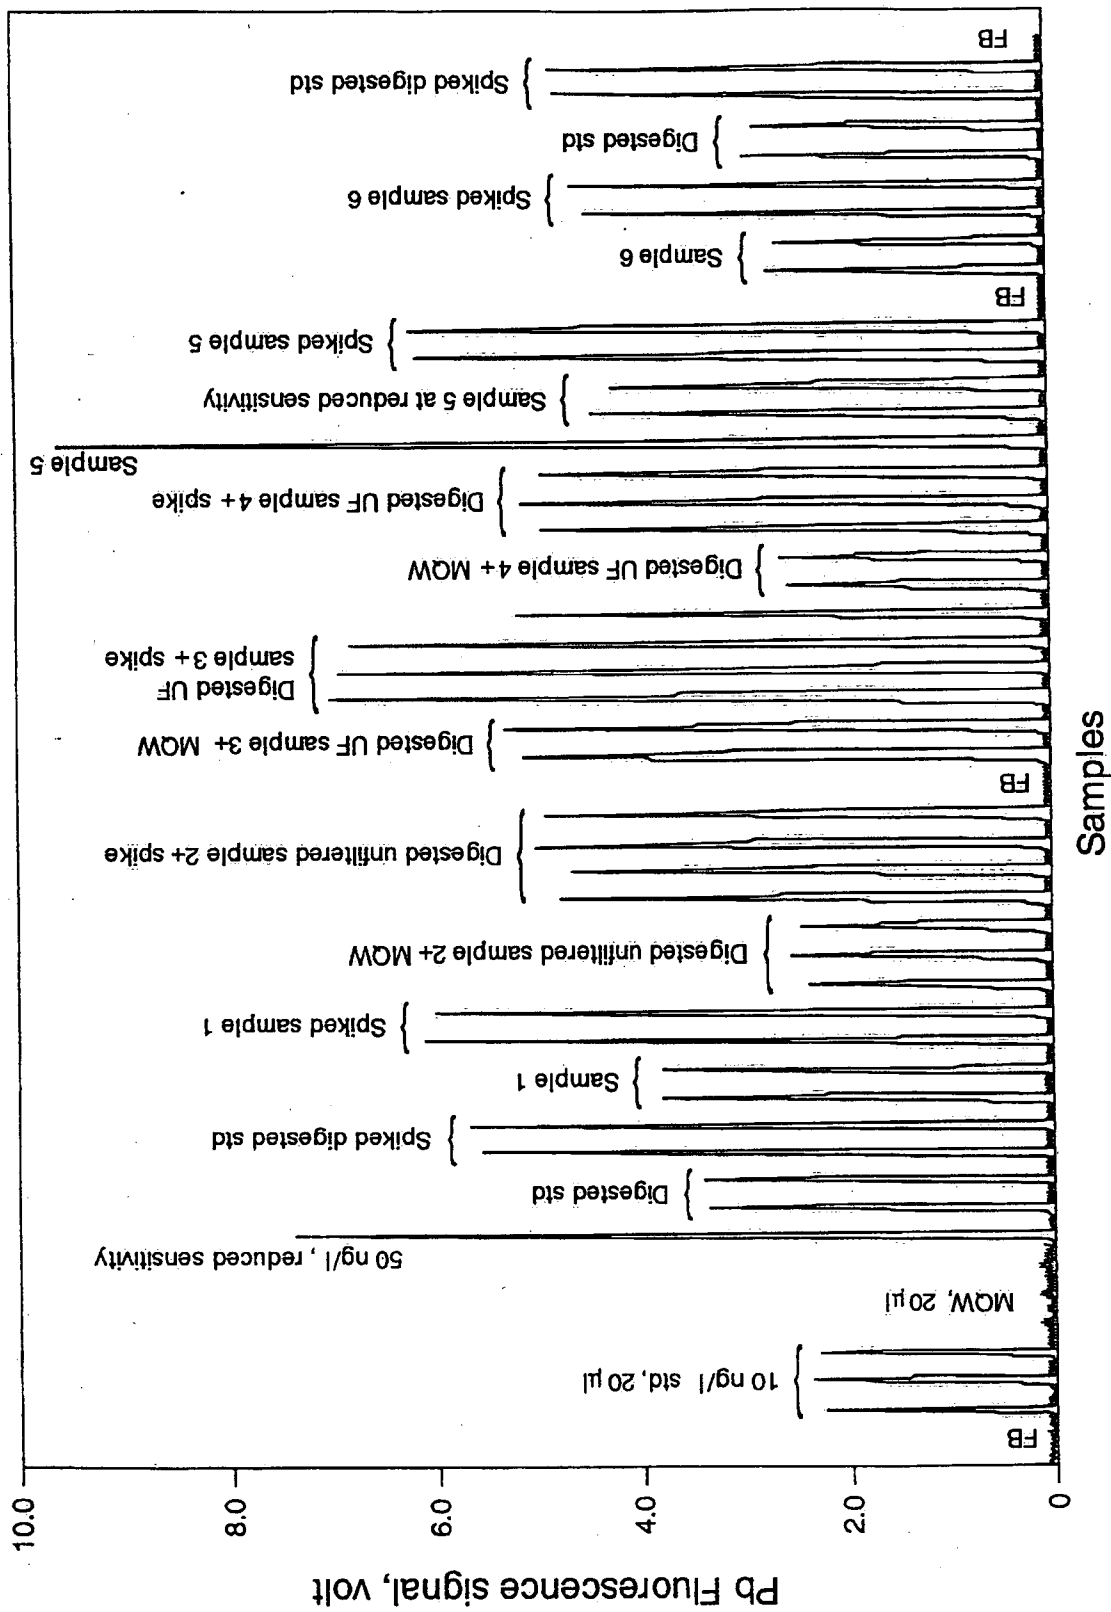 Pb Fluorescence signal, volt
10.0
8.0
6.0
4.0
2.0
0
FB
10 ng/l std, 20 µl
MQW, 20 µl
50 ng/l, reduced sensitivity
Digested std
Spiked digested std
Sample 1
Spiked sample 1
Digested unfiltered sample 2+ MQW
Digested unfiltered sample 2+ spike
FB
Digested UF sample 3+ MQW
Digested UF
sample 3+ spike
Digested UF sample 4+ MQW
Digested UF sample 4+ spike
Sample 5
Sample 5 at reduced sensitivity
Spiked sample 5
FB
Sample 6
Spiked sample 6
Digested std
Spiked digested std
FB
Samples